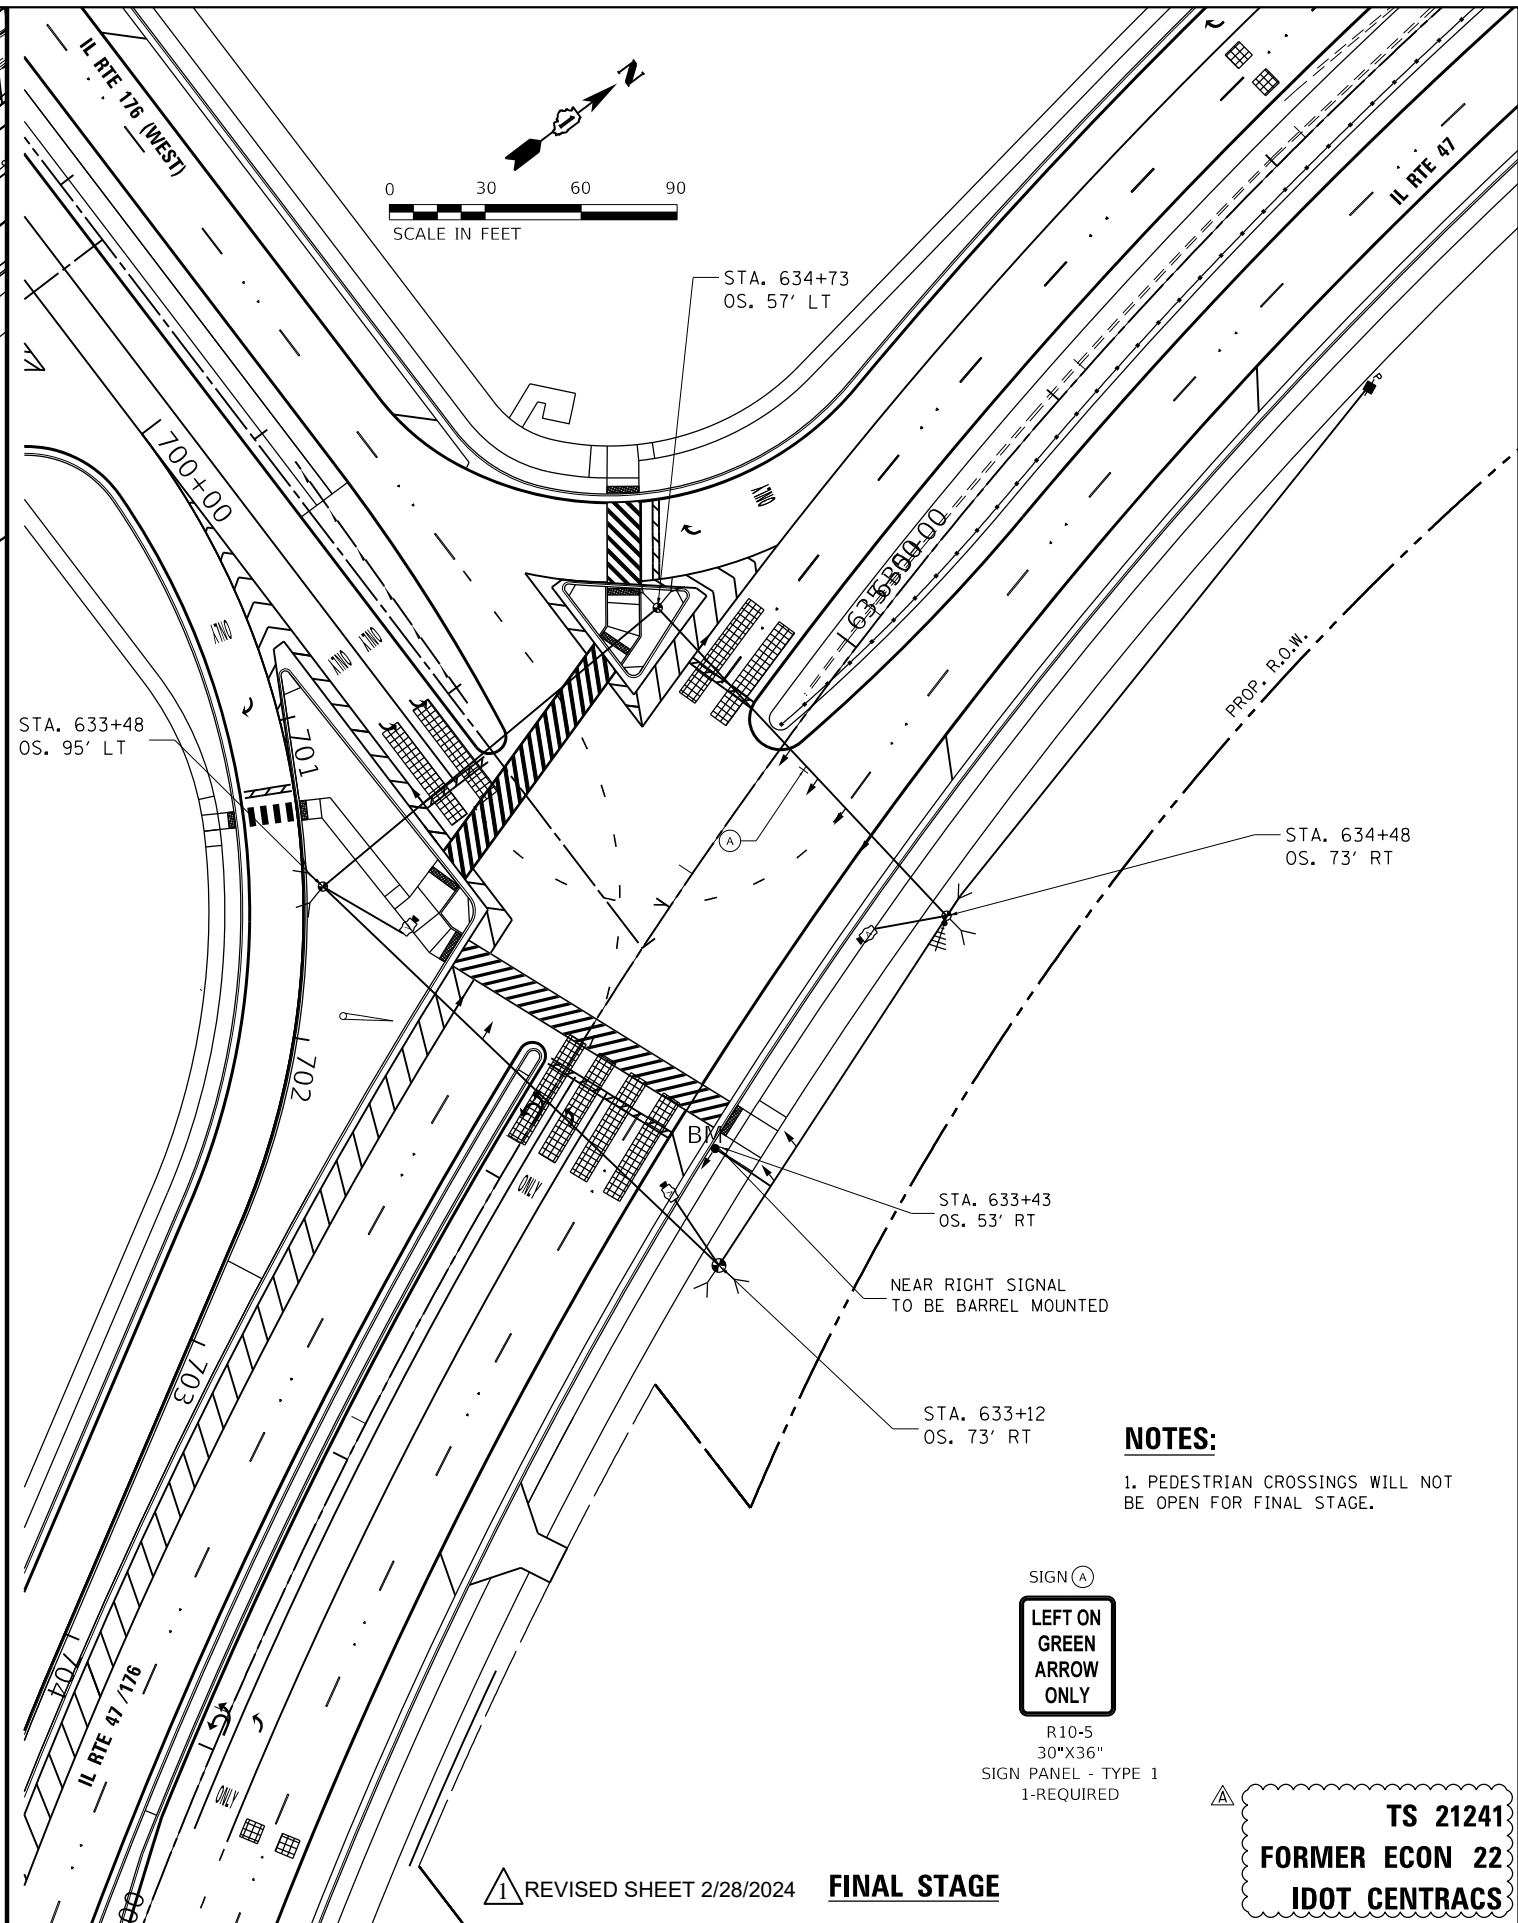 IL RTE 176 (WEST)
N
1
0 30 60 90
SCALE IN FEET
IL RTE 47
STA. 634+73
OS. 57' LT
P
700+00
ONLY
PROP. R.O.W.
ONLY
ONLY
ONLY
STA. 633+48
OS. 95' LT
701
A
STA. 634+48
OS. 73' RT
702
BM
ONLY
STA. 633+43
OS. 53' RT
NEAR RIGHT SIGNAL
TO BE BARREL MOUNTED
703
STA. 633+12
OS. 73' RT
NOTES:
1. PEDESTRIAN CROSSINGS WILL NOT
BE OPEN FOR FINAL STAGE.
SIGN A
LEFT ON
GREEN
ARROW
ONLY
R10-5
30"X36"
SIGN PANEL - TYPE 1
1-REQUIRED
704
IL RTE 47 /176
ONLY
A
TS 21241
FORMER ECON 22
IDOT CENTRACS
00
1 REVISED SHEET 2/28/2024
FINAL STAGE